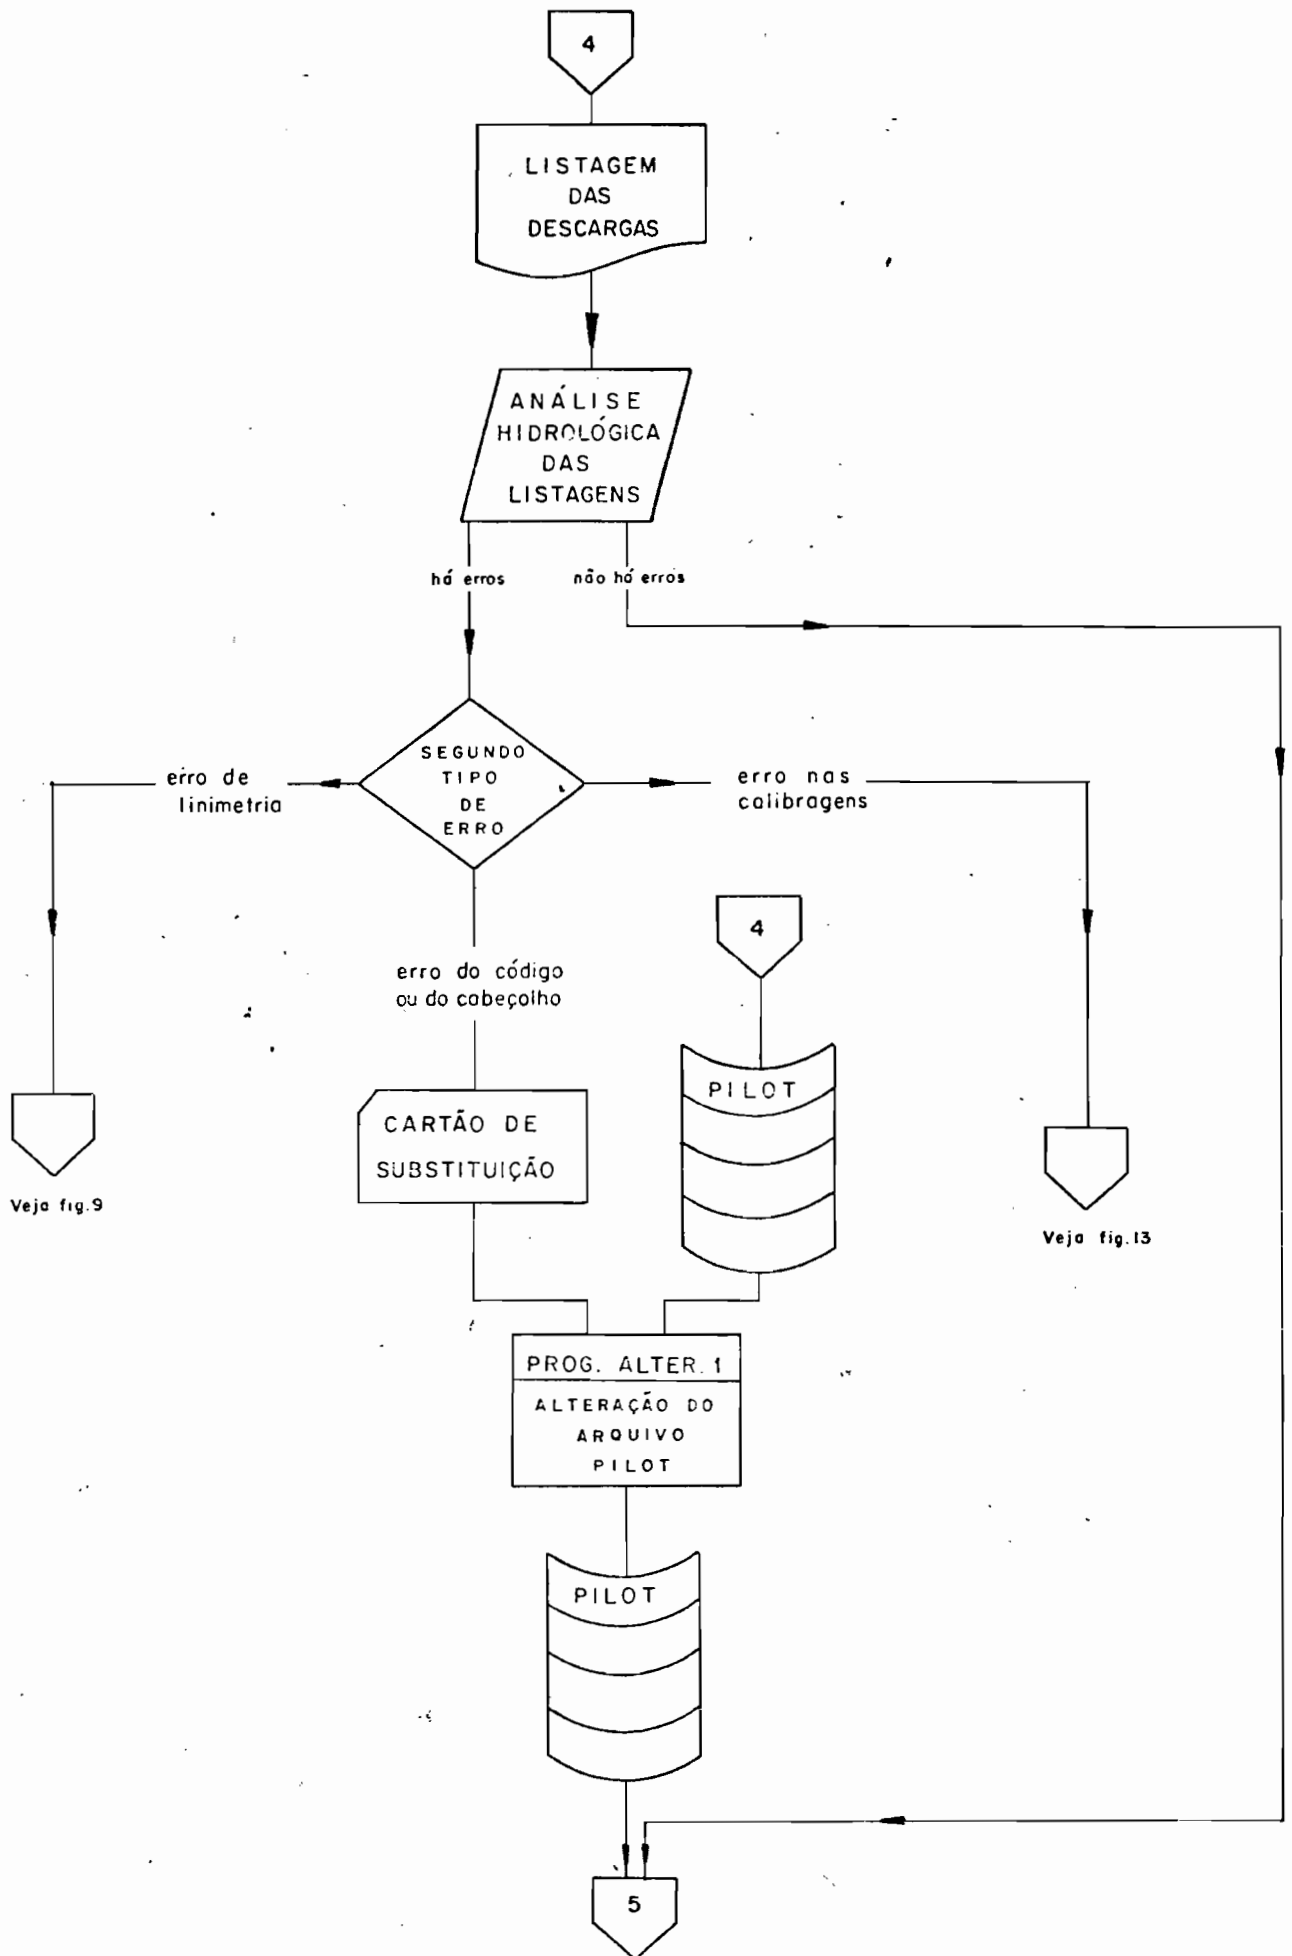 4
LISTAGEM
DAS
DESCARGAS
ANÁLISE
HIDROLÓGICA
DAS
LISTAGENS
há erros
não há erros
SEGUNDO
TIPO
DE
ERRO
erro de
linimetria
erro nas
calibragens
4
erro do código
ou do cabeçolho
PILOT
CARTÃO DE
SUBSTITUIÇÃO
Veja fig.9
Veja fig.13
PROG. ALTER. 1
ALTERAÇÃO DO
ARQUIVO
PILOT
PILOT
5